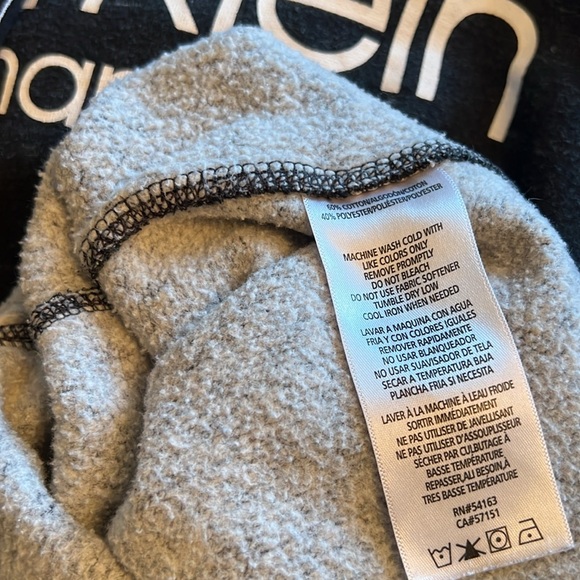 Klein
60% COTTON/ALGODÓN/COTON
40% POLYESTER/POLIÉSTER/POLYESTER
MACHINE WASH COLD WITH
LIKE COLORS ONLY
REMOVE PROMPTLY
DO NOT BLEACH
DO NOT USE FABRIC SOFTENER
TUMBLE DRY LOW
COOL IRON WHEN NEEDED
LAVAR A MAQUINA CON AGUA
FRIA Y CON COLORES IGUALES
REMOVER RAPIDAMENTE
NO USAR BLANQUEADOR
NO USAR SUAVISADOR DE TELA
SECAR A TEMPERATURA BAJA
PLANCHA FRIA SI NECESITA
LAVER À LA MACHINE À L'EAU FROIDE
SORTIR IMMÉDIATEMENT
NE PAS UTILISER DE JAVELLISANT
NE PAS UTILISER D'ASSOUPLISSEUR
SÉCHER PAR CULBUTAGE À
BASSE TEMPÉRATURE
REPASSER,ALI BESOIN,À
TRES BASSE TEMPÉRATURE
RN#54163
CA#57151